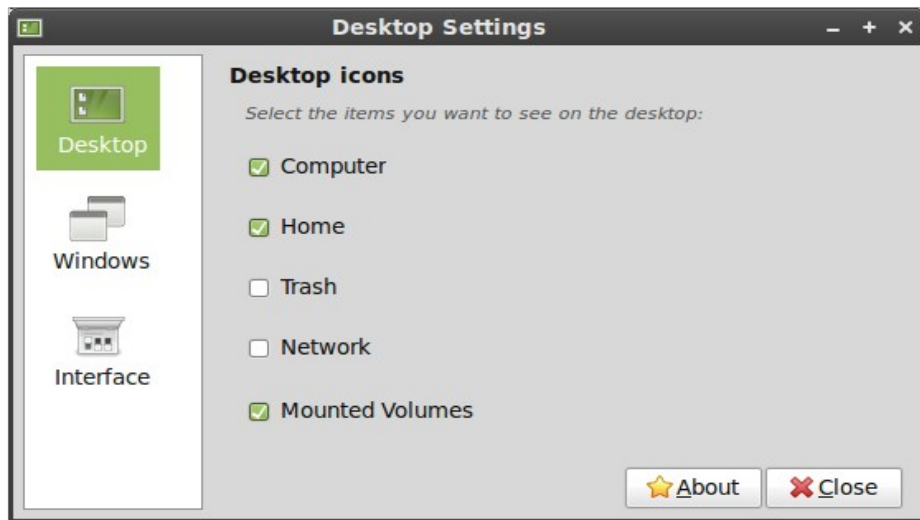 Desktop Settings
Desktop
Windows
Interface
Desktop icons
Select the items you want to see on the desktop:
Computer
Home
Trash
Network
Mounted Volumes
About
Close